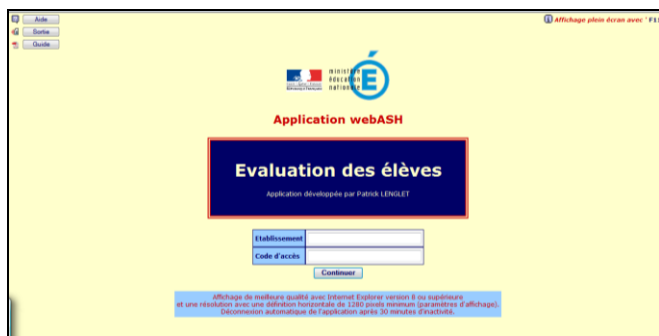 Aide
Sortie
Guide
Affichage plein écran avec "F11
ministère
éducation
nationale
Application webASH
Evaluation des élèves
Application développée par Patrick LENGLET
Etablissement
Code d'accès
Continuer
Affichage de meilleure qualité avec Internet Explorer version 8 ou supérieure
et une résolution avec une définition horizontale de 1280 pixels minimum (paramètres d'affichage).
Déconnexion automatique de l'application après 30 minutes d'inactivité.